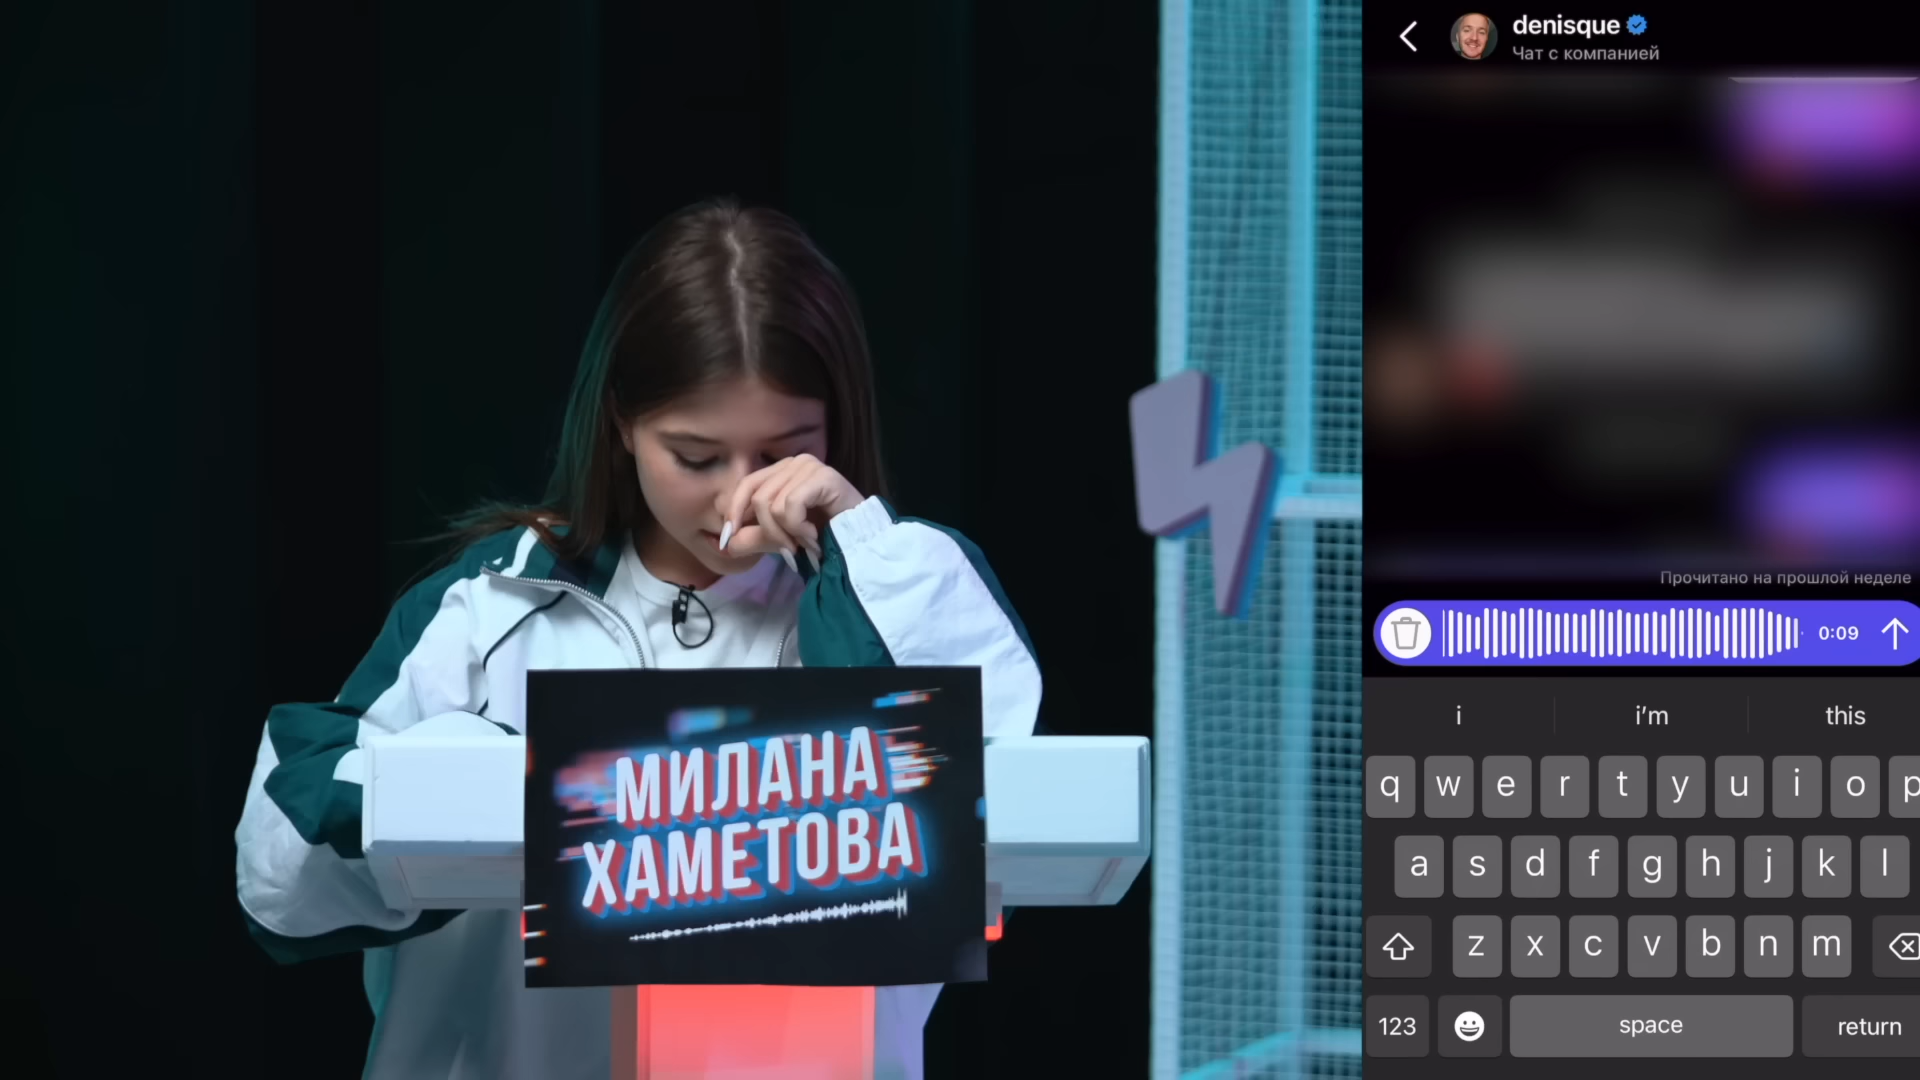 МИЛАНА
ХАМЕТОВА
denisque
Чат с компанией
Прочитано на прошлой неделе
0:09
i i’m this
q w e r t y u i o p
a s d f g h j k l
z x c v b n m
123 space return